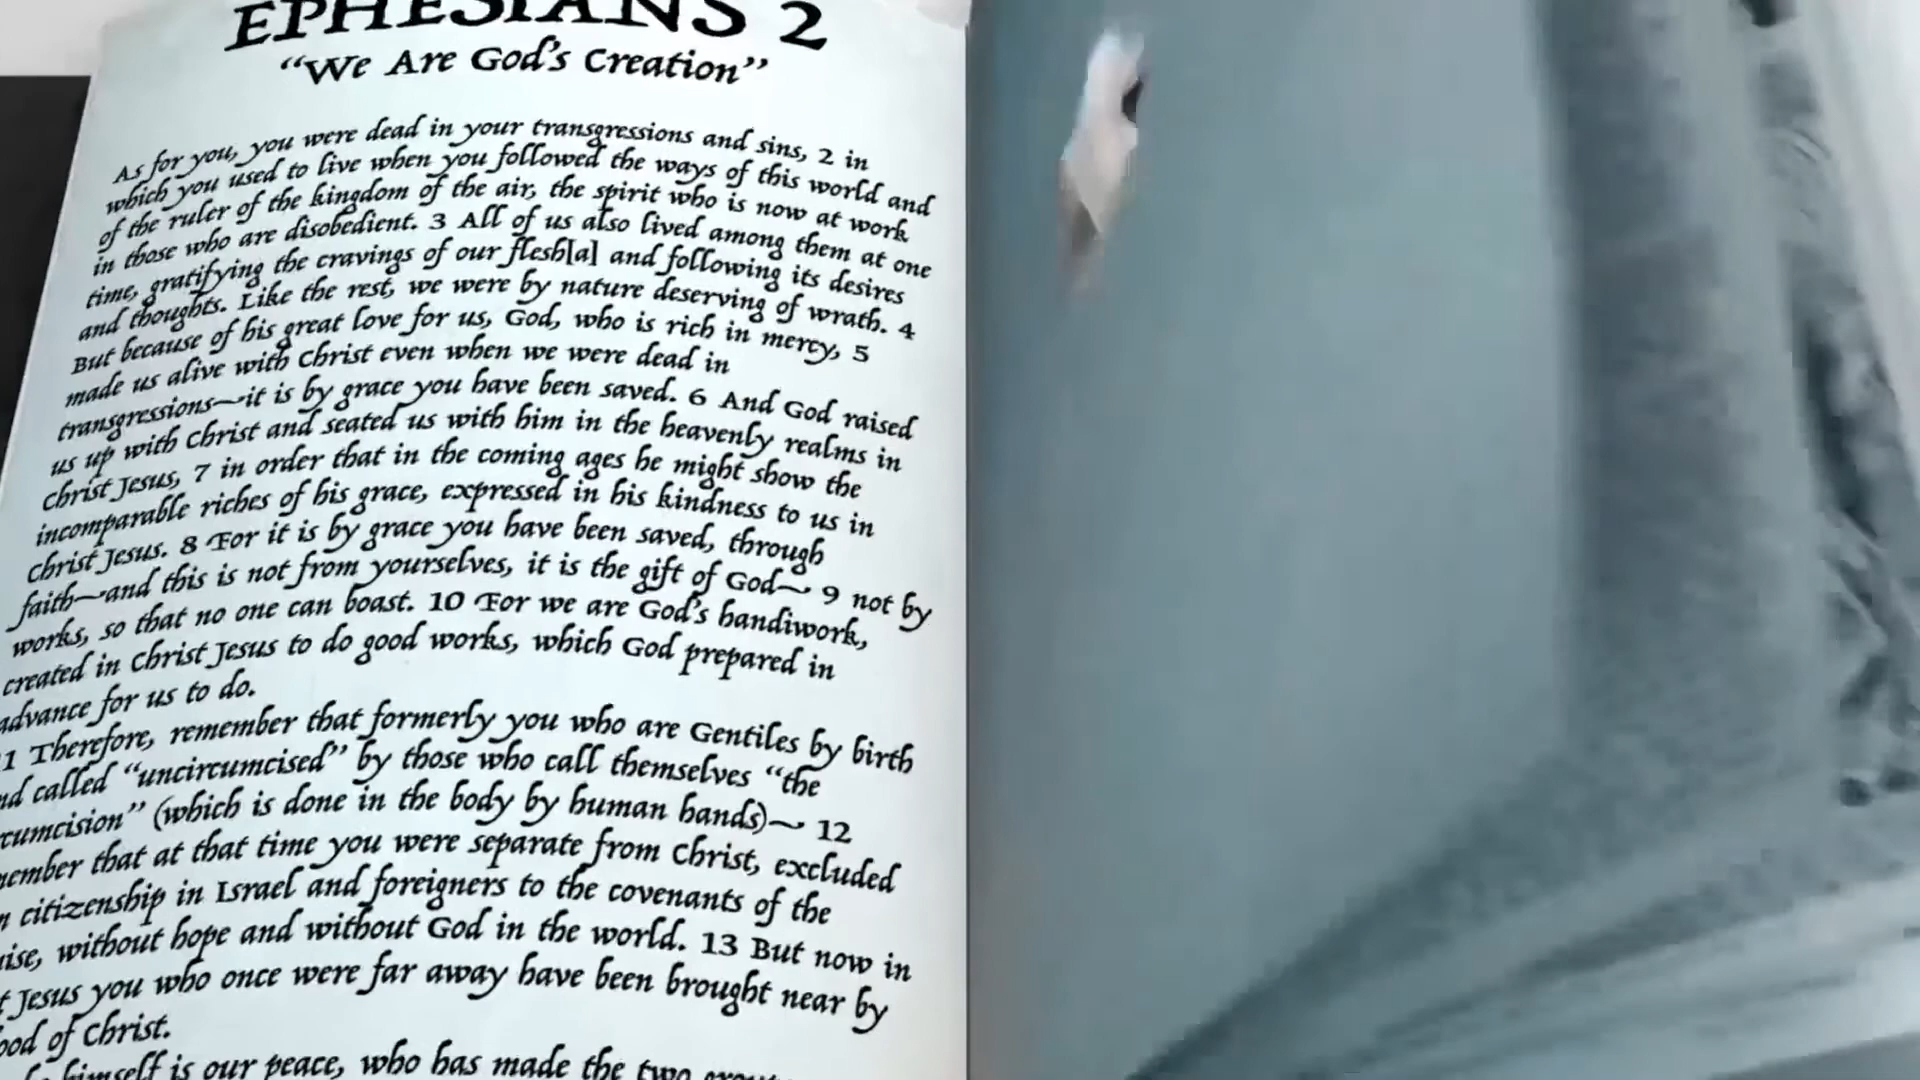 EPHESIANS 2
“We Are God’s Creation”
As for you, you were dead in your transgressions and sins, 2 in
which you used to live when you followed the ways of this world and
of the ruler of the kingdom of the air, the spirit who is now at work
in those who are disobedient. 3 All of us also lived among them at one
time, gratifying the cravings of our flesh[a] and following its desires
and thoughts. Like the rest, we were by nature deserving of wrath. 4
But because of his great love for us, God, who is rich in mercy, 5
made us alive with Christ even when we were dead in
transgressions—it is by grace you have been saved. 6 And God raised
us up with Christ and seated us with him in the heavenly realms in
Christ Jesus, 7 in order that in the coming ages he might show the
incomparable riches of his grace, expressed in his kindness to us in
Christ Jesus. 8 For it is by grace you have been saved, through
faith—and this is not from yourselves, it is the gift of God— 9 not by
works, so that no one can boast. 10 For we are God’s handiwork,
created in Christ Jesus to do good works, which God prepared in
advance for us to do.
1 Therefore, remember that formerly you who are Gentiles by birth
nd called “uncircumcised” by those who call themselves “the
cumcision” (which is done in the body by human hands)— 12
member that at that time you were separate from Christ, excluded
citizenship in Israel and foreigners to the covenants of the
ise, without hope and without God in the world. 13 But now in
Jesus you who once were far away have been brought near by
ood of Christ.
himself is our peace, who has made the two